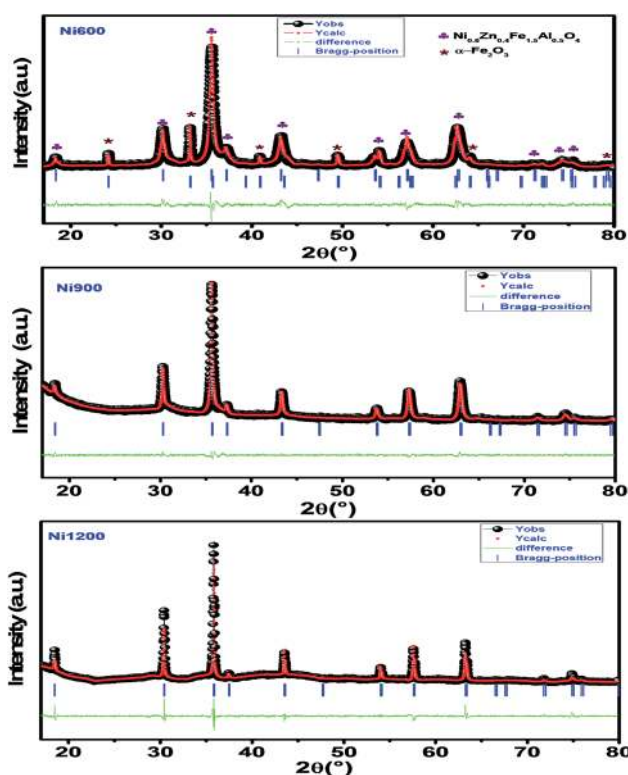 Ni600
Yobs
Ycalc
difference
Bragg-position
♣ Ni₀.₆Zn₀.₄Fe₁.₅Al₀.₅O₄
★ α–Fe₂O₃
Intensity (a.u.)
20 30 40 50 60 70 80
2θ(°)
Ni900
Yobs
Ycalc
difference
Bragg-position
Intensity (a.u.)
20 30 40 50 60 70 80
2θ(°)
Ni1200
Yobs
Ycalc
difference
Bragg-position
Intensity (a.u.)
20 30 40 50 60 70 80
2θ(°)